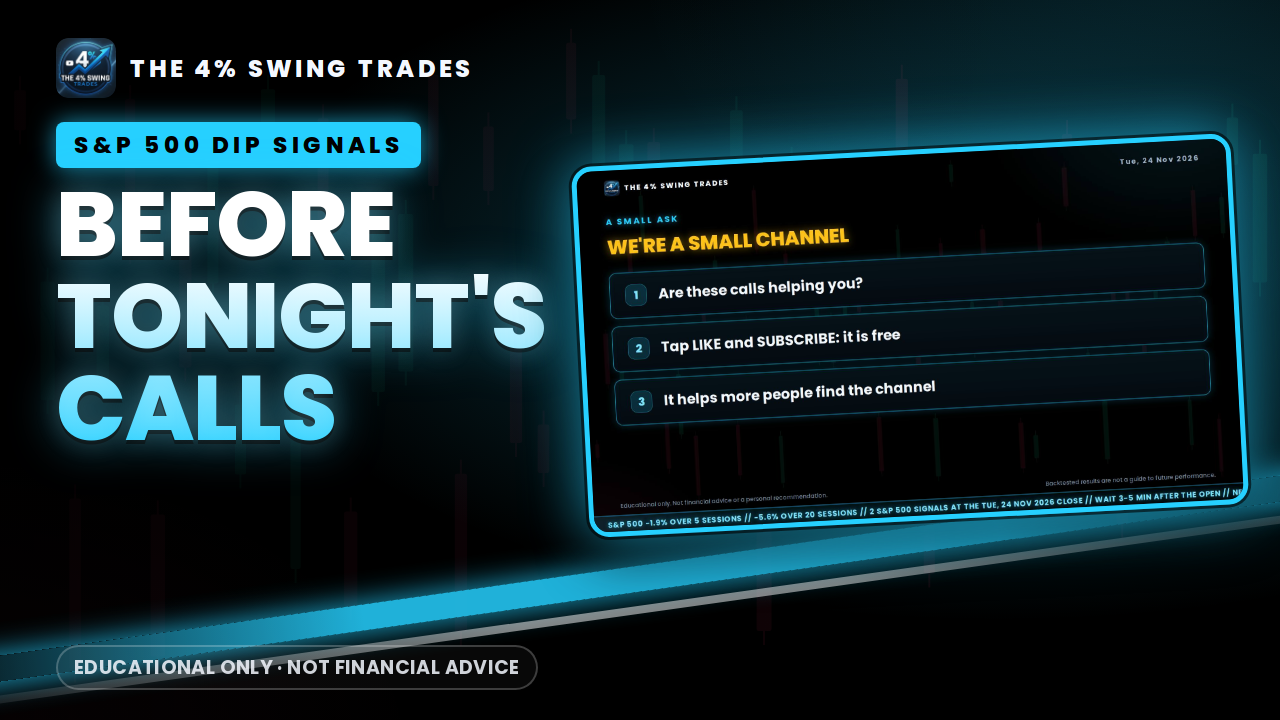 4%
THE 4% SWING
TRADES
THE 4% SWING TRADES
S&P 500 DIP SIGNALS
BEFORE
TONIGHT'S
CALLS
THE 4% SWING TRADES
Tue, 24 Nov 2026
A SMALL ASK
WE'RE A SMALL CHANNEL
1 Are these calls helping you?
2 Tap LIKE and SUBSCRIBE: it is free
3 It helps more people find the channel
Educational only. Not financial advice or a personal recommendation.
Backtested results are not a guide to future performance.
S&P 500 -1.9% OVER 5 SESSIONS // -5.6% OVER 20 SESSIONS // 2 S&P 500 SIGNALS AT THE TUE, 24 NOV 2026 CLOSE // WAIT 3-5 MIN AFTER THE OPEN //
EDUCATIONAL ONLY · NOT FINANCIAL ADVICE